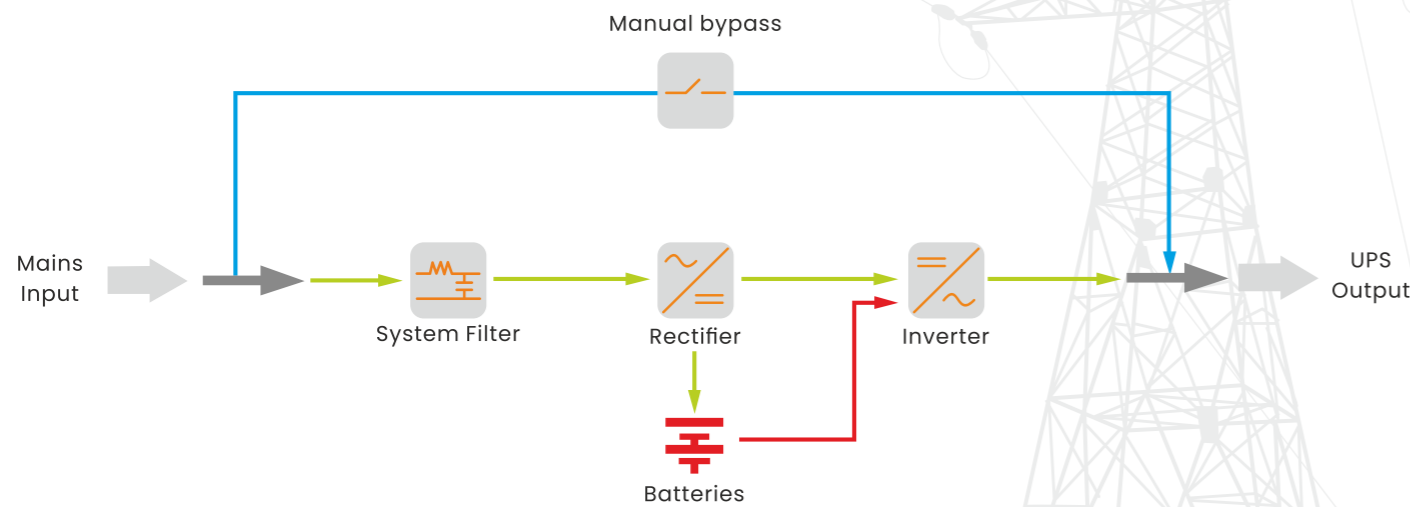 Manual bypass
Mains
Input
System Filter
Rectifier
Inverter
UPS
Output
Batteries